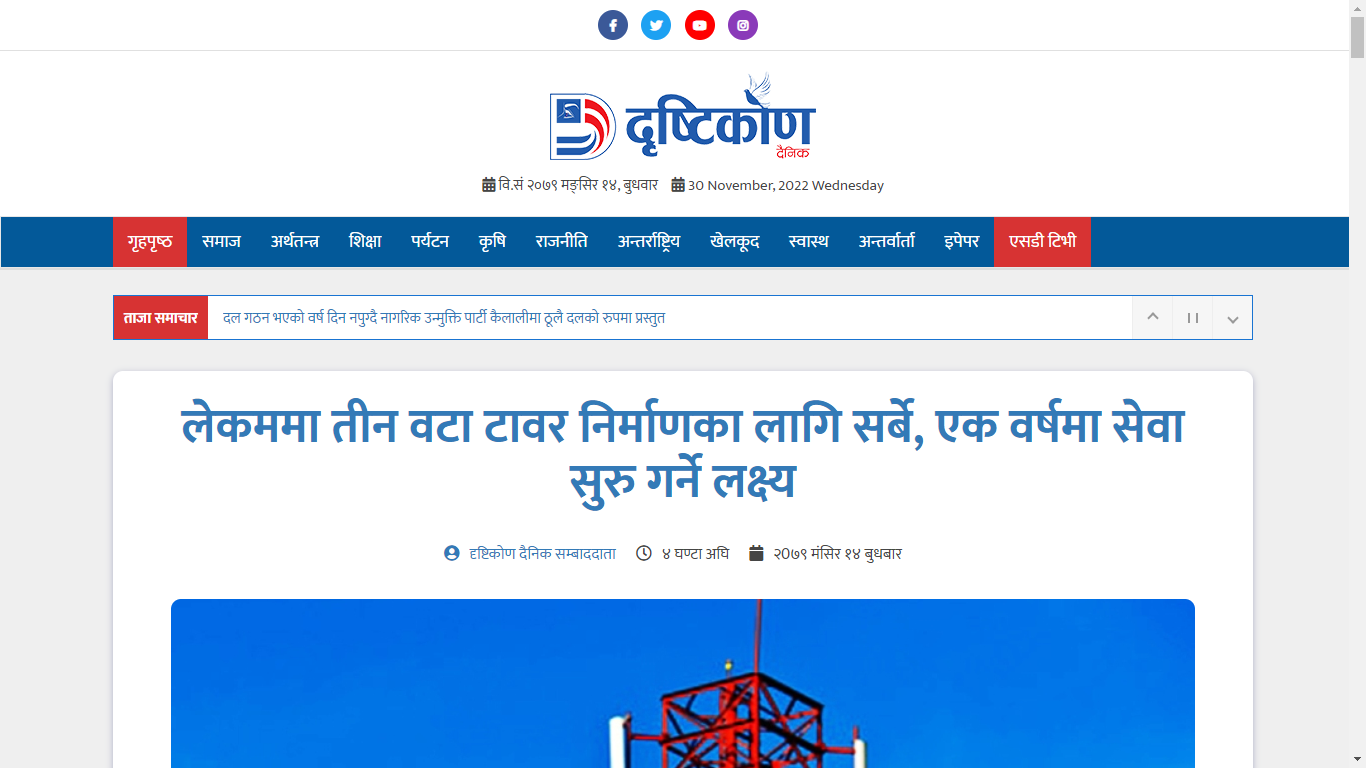 दृष्टिकोण
दैनिक
वि.सं २०७९ मङ्सिर १४, बुधवार 30 November, 2022 Wednesday
गृहपृष्ठ समाज अर्थतन्त्र शिक्षा पर्यटन कृषि राजनीति अन्तर्राष्ट्रिय खेलकूद स्वास्थ अन्तर्वार्ता इपेपर एसडी टिभी
ताजा समाचार दल गठन भएको वर्ष दिन नपुग्दै नागरिक उन्मुक्ति पार्टी कैलालीमा ठूलै दलको रुपमा प्रस्तुत
लेकममा तीन वटा टावर निर्माणका लागि सर्बे, एक वर्षमा सेवा
सुरु गर्ने लक्ष्य
दृष्टिकोण दैनिक सम्बाददाता ४ घण्टा अघि २०७९ मंसिर १४ बुधबार